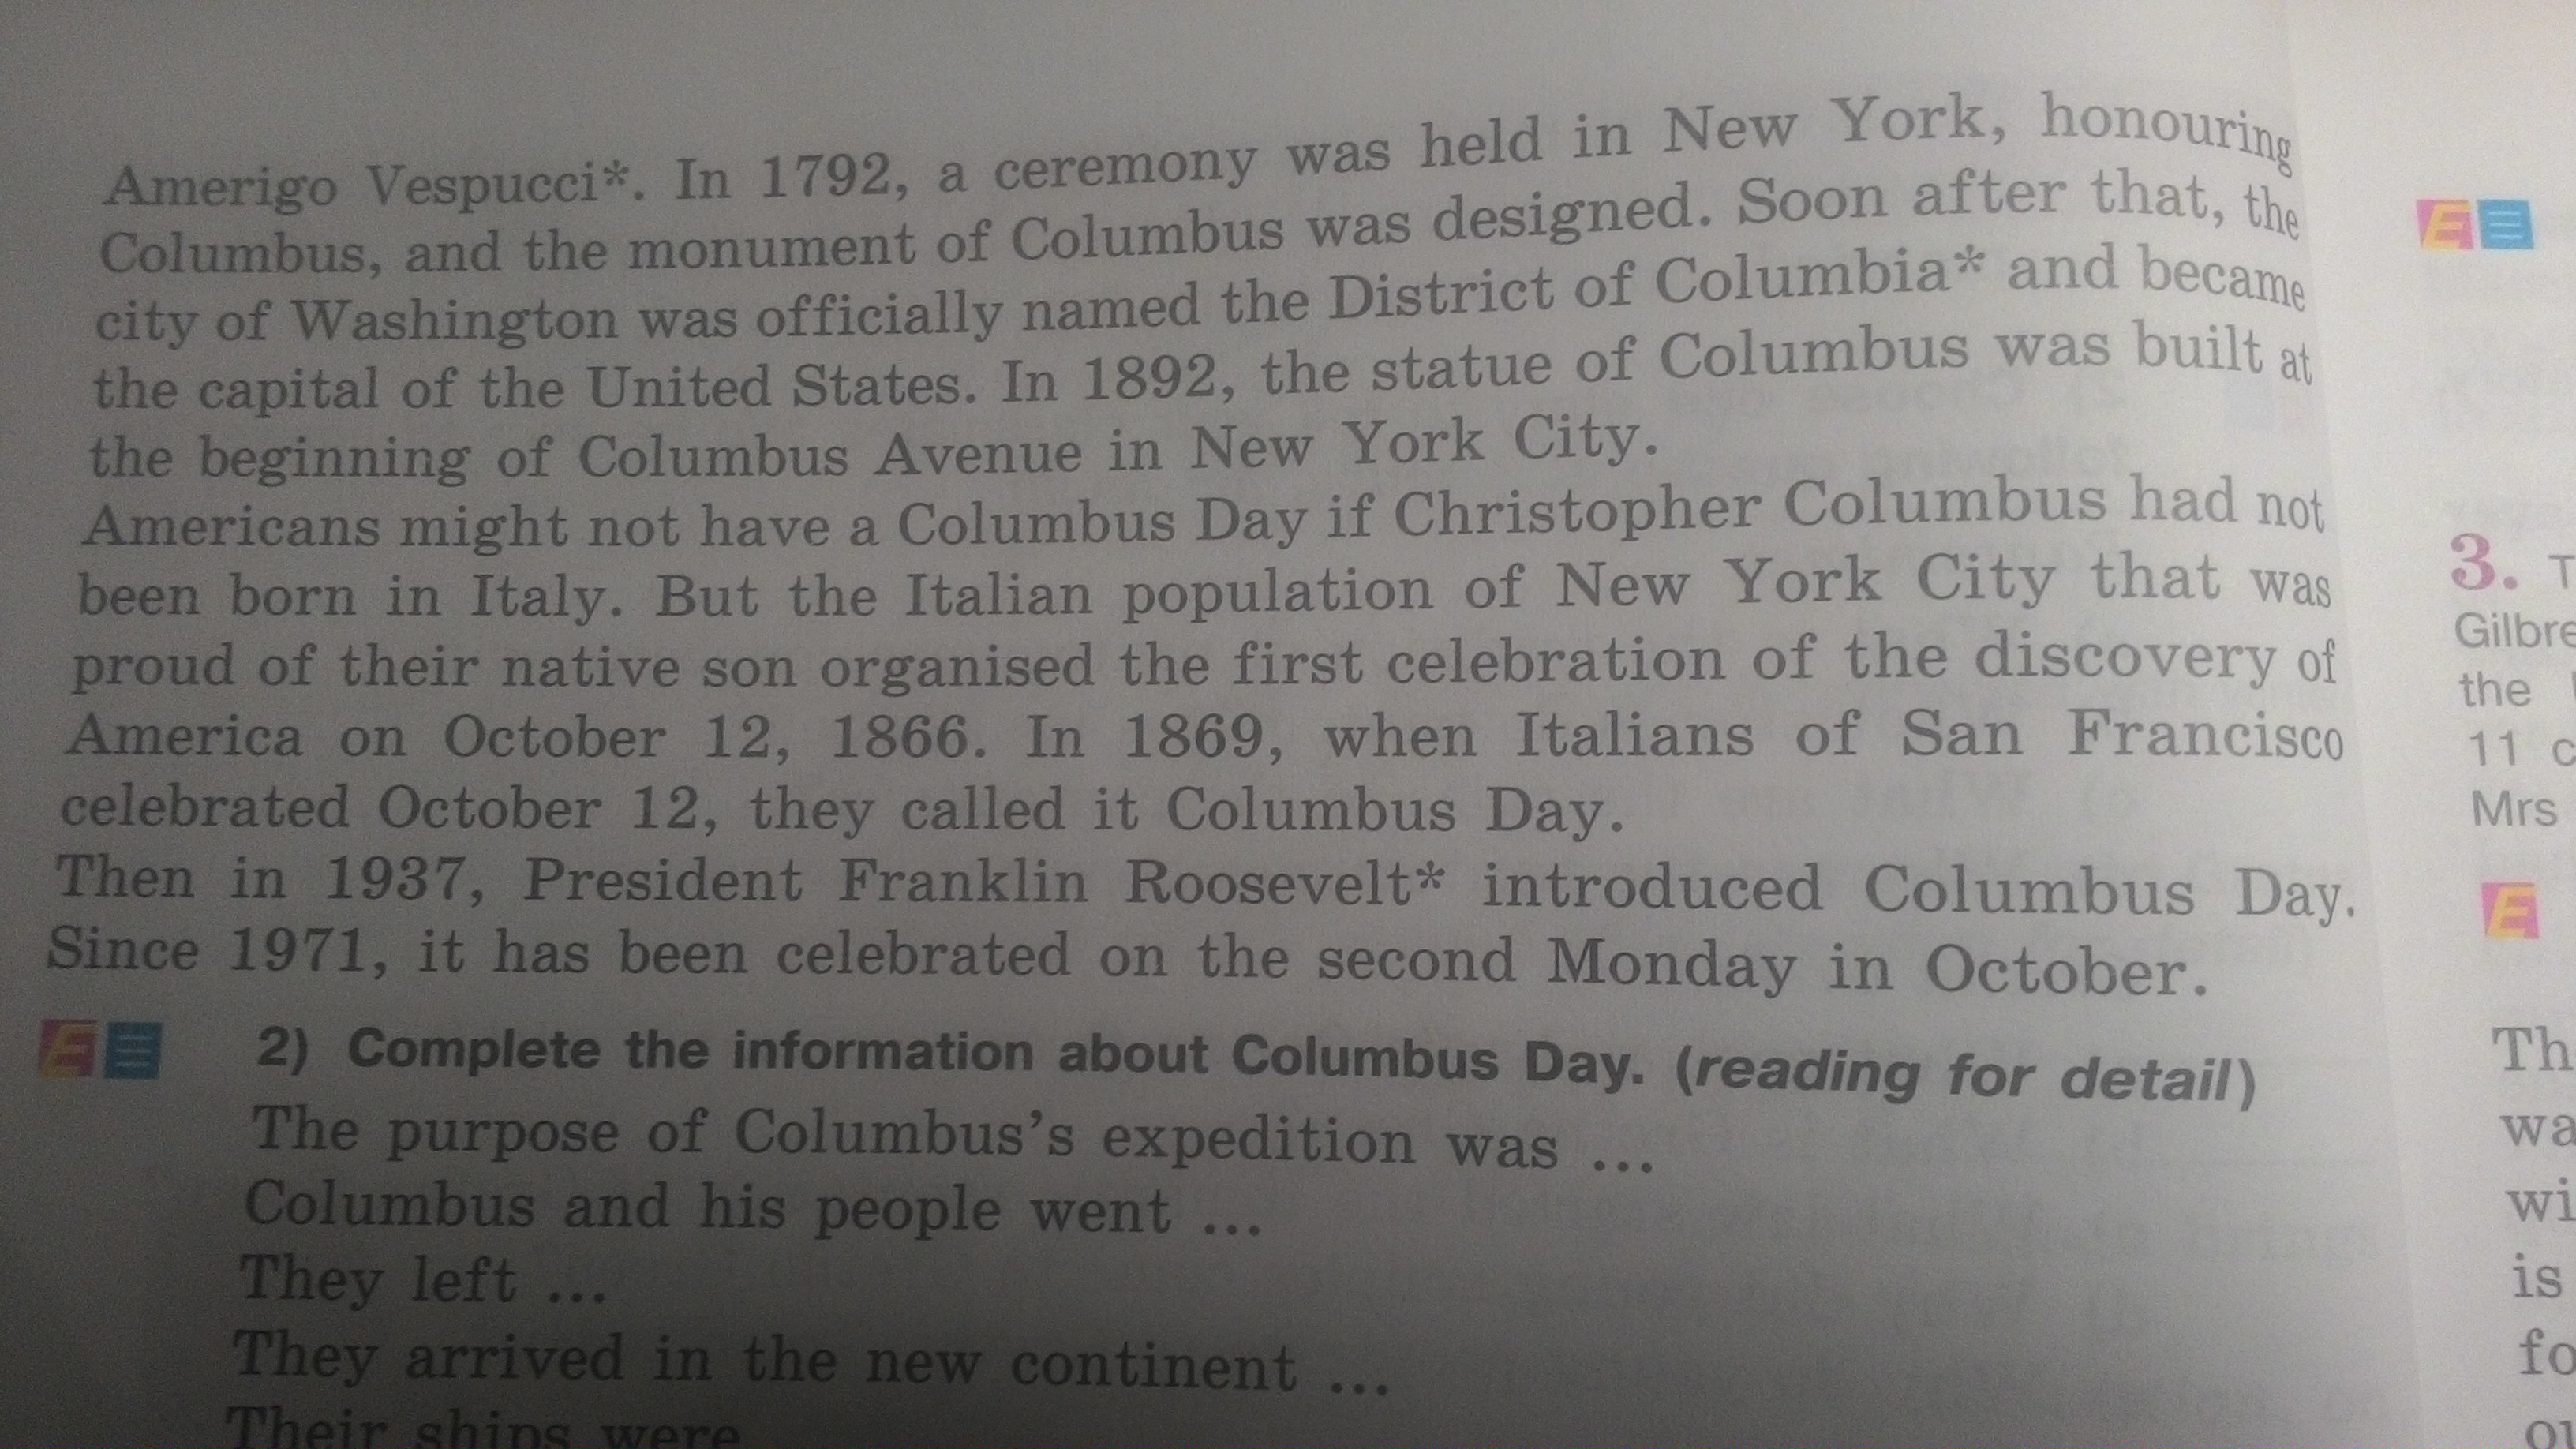 Amerigo Vespucci*. In 1792, a ceremony was held in New York, honouring
Columbus, and the monument of Columbus was designed. Soon after that, the
city of Washington was officially named the District of Columbia* and became
the capital of the United States. In 1892, the statue of Columbus was built at
the beginning of Columbus Avenue in New York City.
Americans might not have a Columbus Day if Christopher Columbus had not
been born in Italy. But the Italian population of New York City that was
proud of their native son organised the first celebration of the discovery of
America on October 12, 1866. In 1869, when Italians of San Francisco
celebrated October 12, they called it Columbus Day.
Then in 1937, President Franklin Roosevelt* introduced Columbus Day.
Since 1971, it has been celebrated on the second Monday in October.
2) Complete the information about Columbus Day. (reading for detail)
The purpose of Columbus's expedition was ...
Columbus and his people went ...
They left ...
They arrived in the new continent ...
Their ships were
3.
the
11
Mrs
is